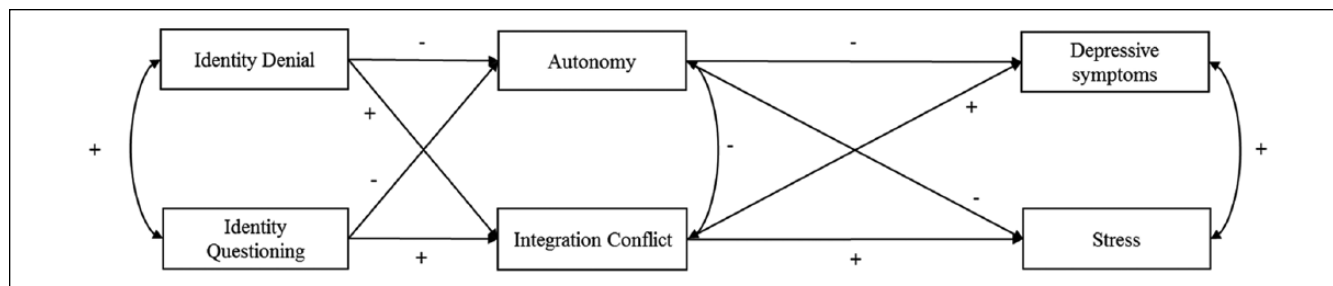 Identity Denial
-
Autonomy
-
Depressive
symptoms
+
+
+
-
+
-
-
Identity
Questioning
+
Integration Conflict
+
Stress